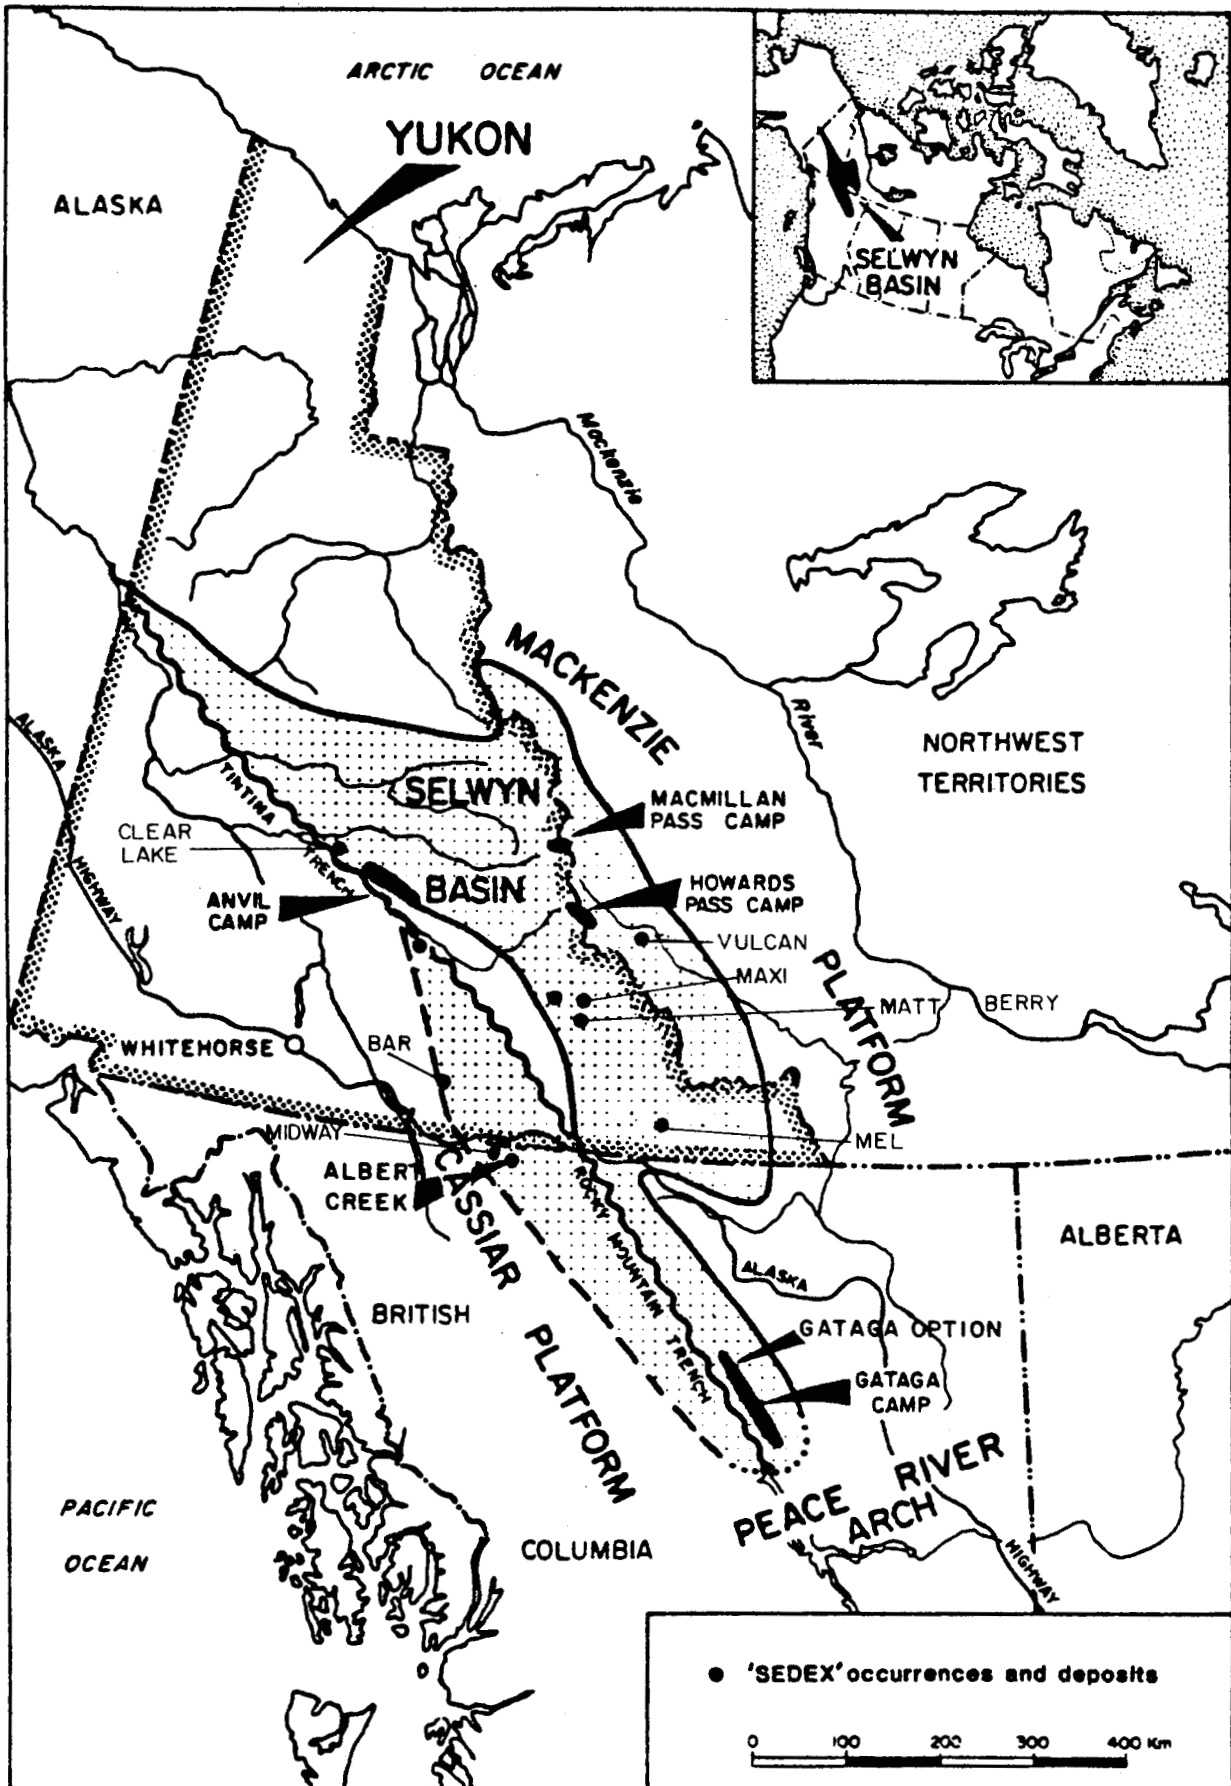 ARCTIC OCEAN
YUKON
ALASKA
SELWYN
BASIN
Mackenzie
MACKENZIE
River
NORTHWEST
TERRITORIES
ALASKA
TINTINA
SELWYN
MACMILLAN
PASS CAMP
CLEAR
LAKE
TRENCH
HIGHWAY
BASIN
HOWARDS
PASS CAMP
ANVIL
CAMP
VULCAN
PLATFORM
MAXI
MATT BERRY
WHITEHORSE
BAR
MIDWAY
MEL
ALBERT
CREEK
CASSIAR
ROCKY MOUNTAIN TRENCH
ALBERTA
ALASKA
BRITISH
PLATFORM
GATAGA OPTION
GATAGA
CAMP
PEACE RIVER
ARCH
PACIFIC
OCEAN
COLUMBIA
HIGHWAY
'SEDEX' occurrences and deposits
0 100 200 300 400 Km